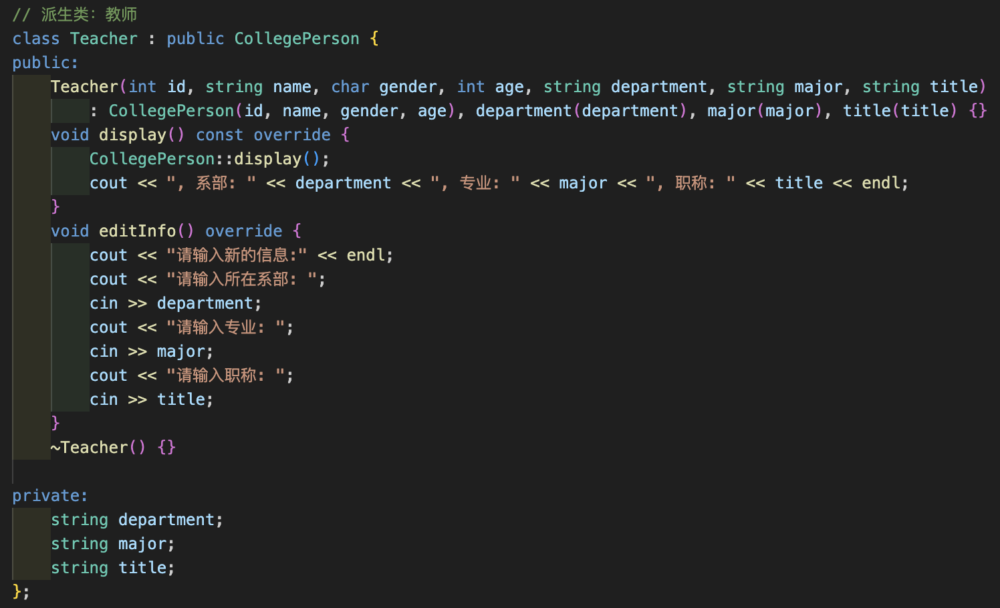 // 派生类：教师
class Teacher : public CollegePerson {
public:
    Teacher(int id, string name, char gender, int age, string department, string major, string title)
        : CollegePerson(id, name, gender, age), department(department), major(major), title(title) {}
    void display() const override {
        CollegePerson::display();
        cout << ", 系部: " << department << ", 专业: " << major << ", 职称: " << title << endl;
    }
    void editInfo() override {
        cout << "请输入新的信息:" << endl;
        cout << "请输入所在系部: ";
        cin >> department;
        cout << "请输入专业: ";
        cin >> major;
        cout << "请输入职称: ";
        cin >> title;
    }
    ~Teacher() {}
private:
    string department;
    string major;
    string title;
};